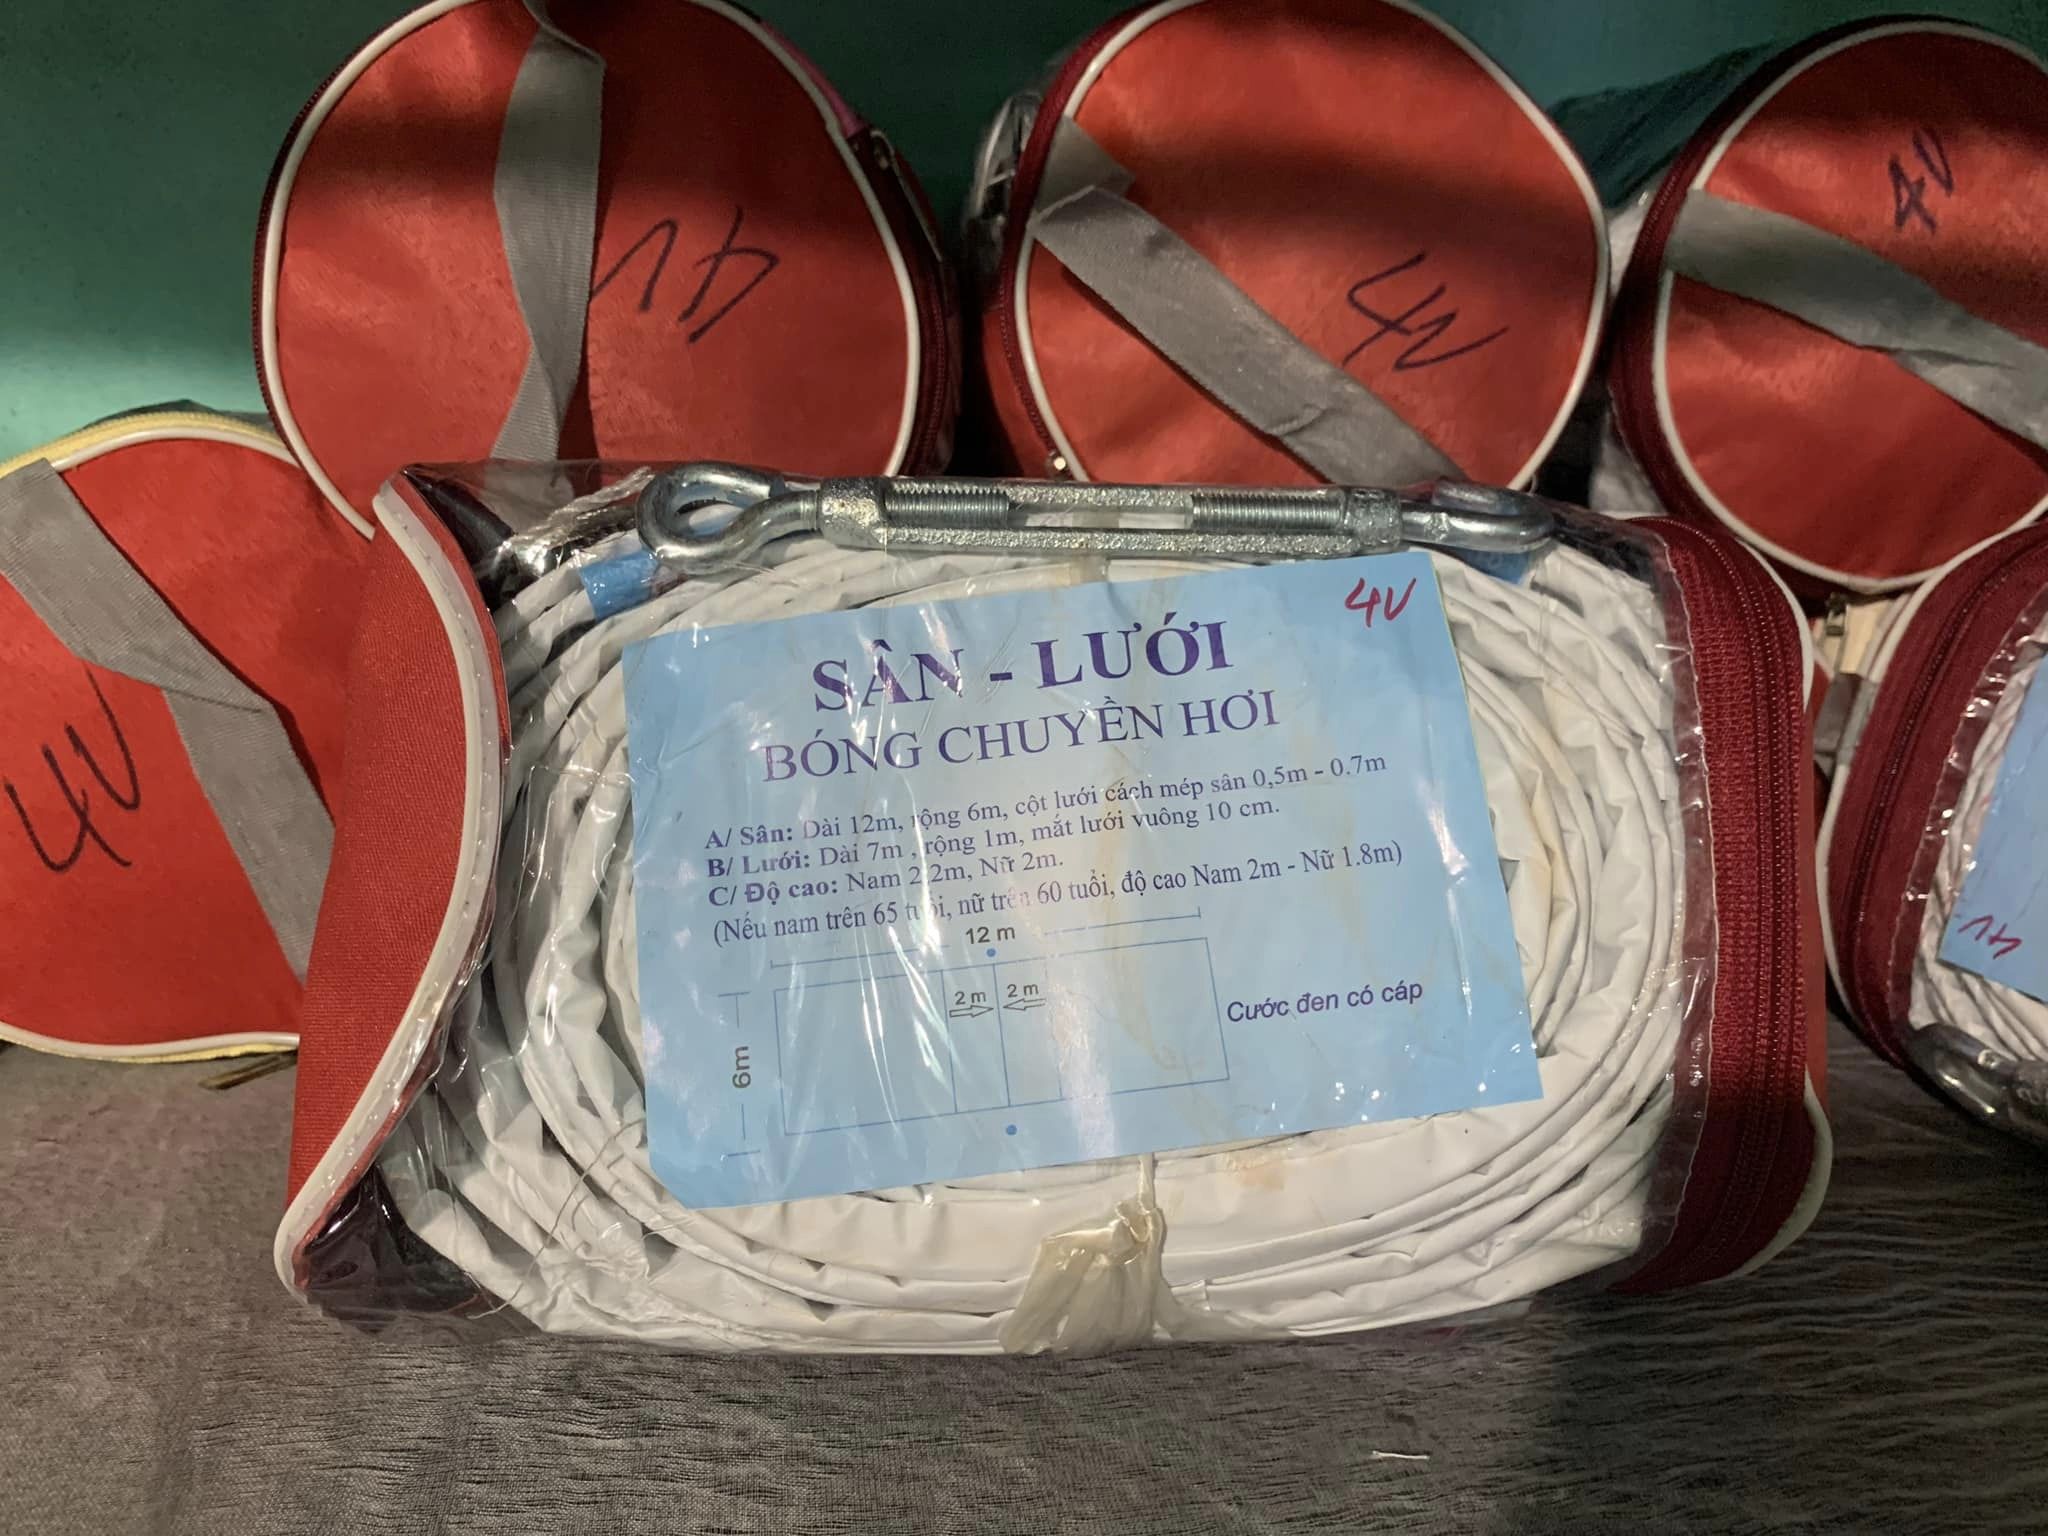 4V
4V
4V
4V
4V
SÂN - LƯỚI
BÓNG CHUYỀN HƠI
A/ Sân: Dài 12m, rộng 6m, cột lưới cách mép sân 0,5m - 0.7m
B/ Lưới: Dài 7m , rộng 1m, mắt lưới vuông 10 cm.
C/ Độ cao: Nam 2.2m, Nữ 2m.
(Nếu nam trên 65 tuổi, nữ trên 60 tuổi, độ cao Nam 2m - Nữ 1.8m)
12 m
2 m 2 m
6m
Cước đen có cáp
4V